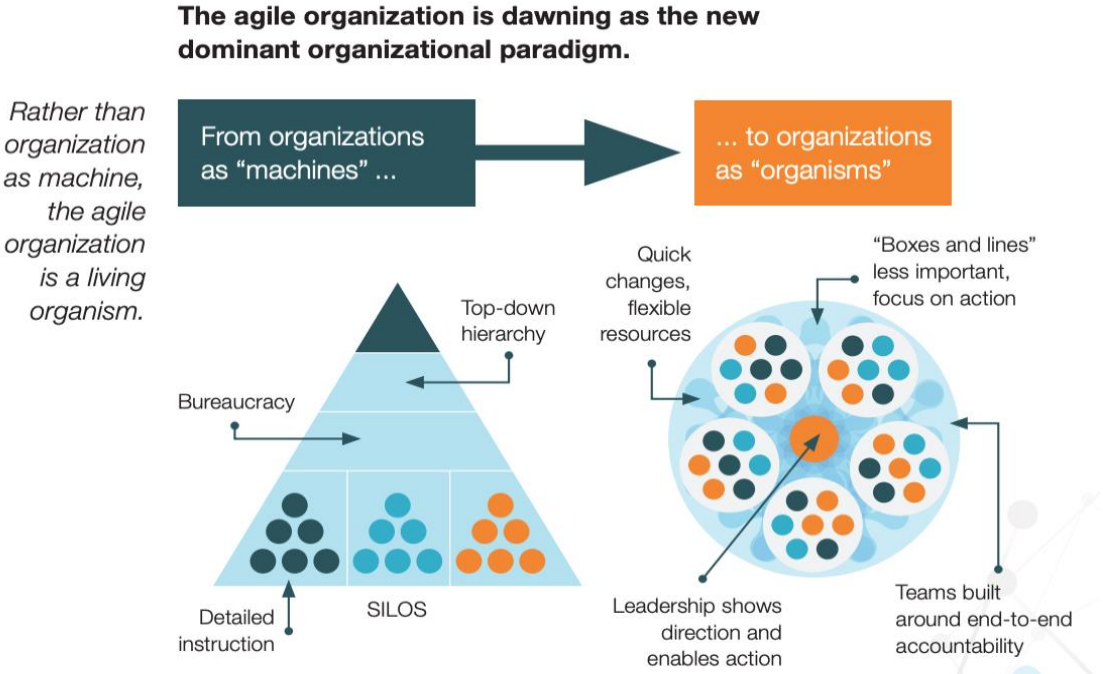 The agile organization is dawning as the new
dominant organizational paradigm.
Rather than
organization
as machine,
the agile
organization
is a living
organism.
From organizations
as “machines” ...
... to organizations
as “organisms”
Top-down
hierarchy
Bureaucracy
Detailed
instruction
SILOS
Quick
changes,
flexible
resources
“Boxes and lines”
less important,
focus on action
Leadership shows
direction and
enables action
Teams built
around end-to-end
accountability